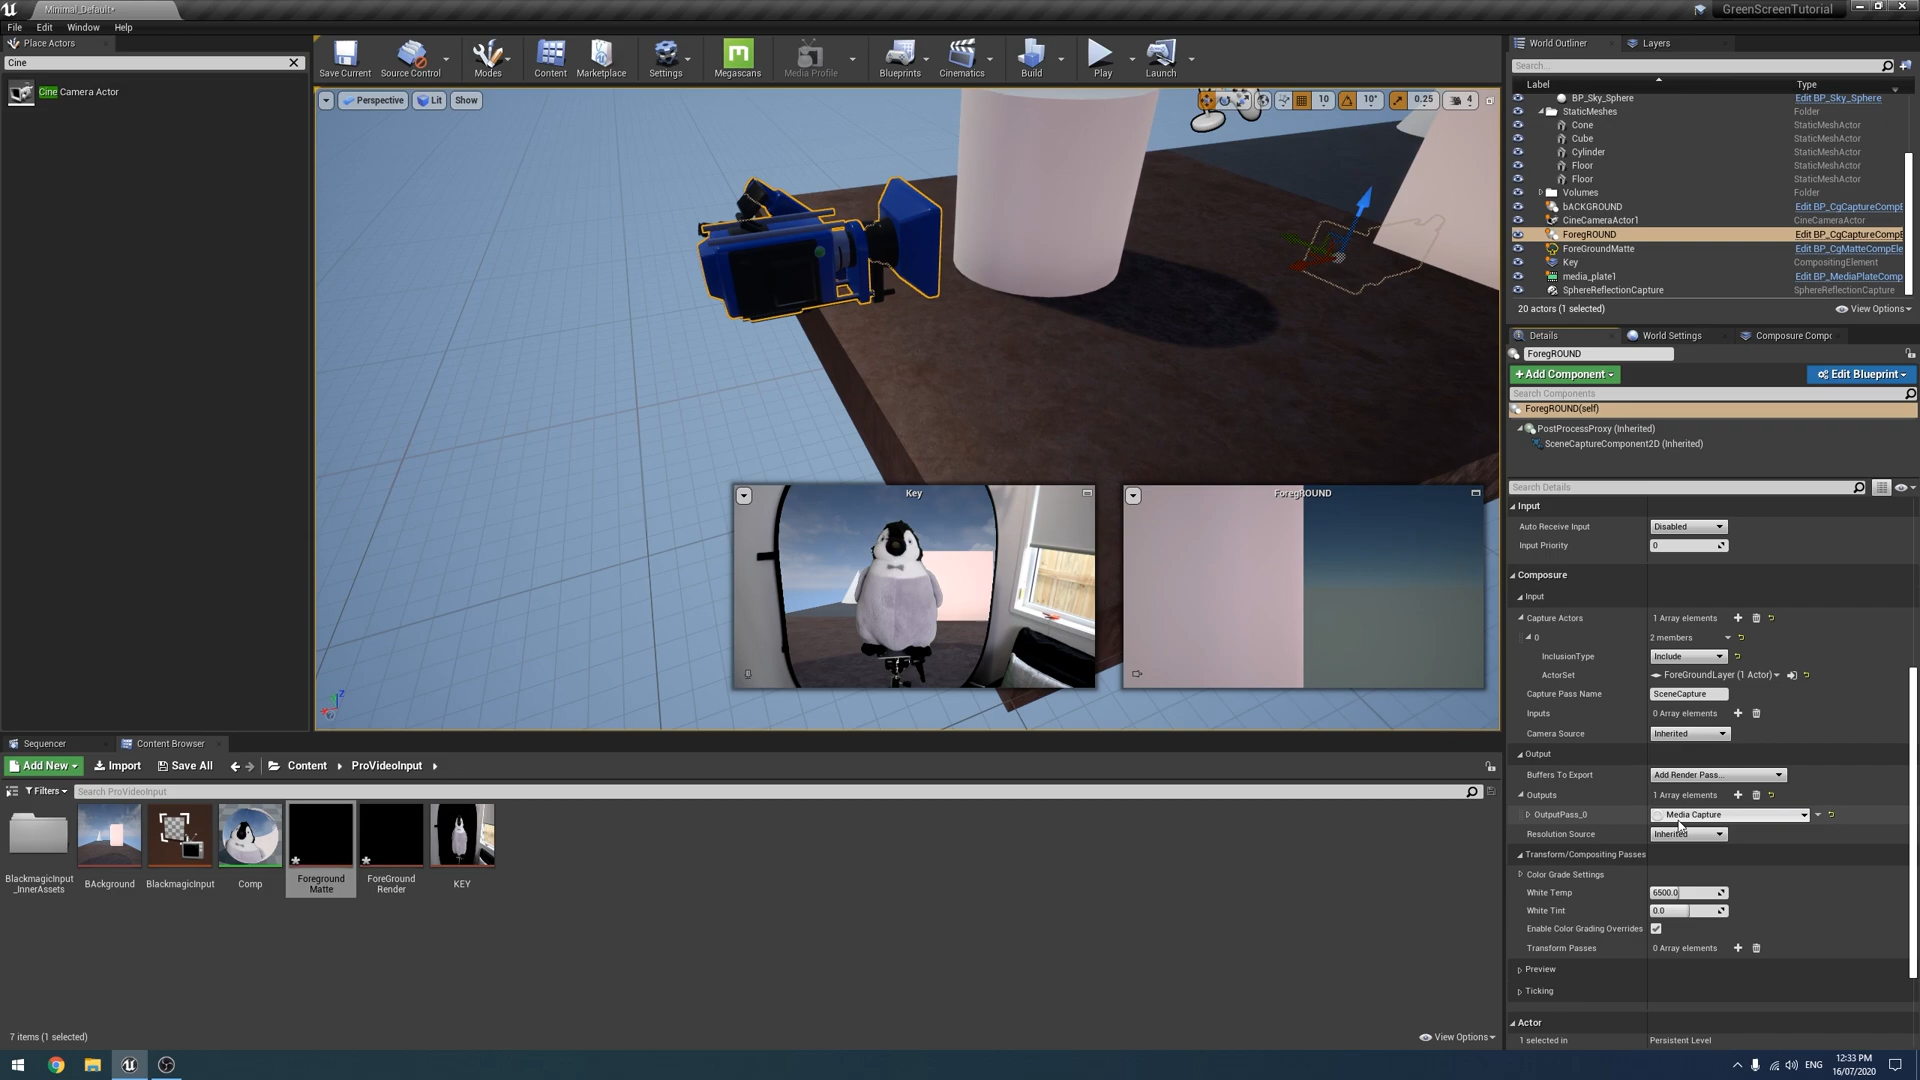 Minimal_Default*
GreenScreenTutorial
File Edit Window Help
Place Actors
Cine
Cine Camera Actor
Save Current
Source Control
Modes
Content
Marketplace
Settings
Megascans
Media Profile
Blueprints
Cinematics
Build
Play
Launch
Perspective Lit Show
10 10° 0.25 4
Key
ForegROUND
World Outliner
Layers
Search...
Label Type
BP_Sky_Sphere Edit BP_Sky_Sphere
StaticMeshes Folder
Cone StaticMeshActor
Cube StaticMeshActor
Cylinder StaticMeshActor
Floor StaticMeshActor
Floor StaticMeshActor
Volumes Folder
bACKGROUND Edit BP_CgCaptureCompE
CineCameraActor1 CineCameraActor
ForegROUND Edit BP_CgCaptureCompE
ForeGroundMatte Edit BP_CgMatteCompEle
Key CompositingElement
media_plate1 Edit BP_MediaPlateComp
SphereReflectionCapture SphereReflectionCapture
20 actors (1 selected) View Options
Details
World Settings
Composure Compo
ForegROUND
+Add Component
Edit Blueprint
Search Components
ForegROUND(self)
PostProcessProxy (Inherited)
SceneCaptureComponent2D (Inherited)
Search Details
Input
Auto Receive Input Disabled
Input Priority 0
Composure
Input
Capture Actors 1 Array elements
0 2 members
InclusionType Include
ActorSet ForeGroundLayer (1 Actor)
Capture Pass Name SceneCapture
Inputs 0 Array elements
Camera Source Inherited
Output
Buffers To Export Add Render Pass...
Outputs 1 Array elements
OutputPass_0 Media Capture
Resolution Source Inherited
Transform/Compositing Passes
Color Grade Settings
White Temp 6500.0
White Tint 0.0
Enable Color Grading Overrides
Transform Passes 0 Array elements
Preview
Ticking
Actor
1 selected in Persistent Level
Sequencer
Content Browser
Add New Import Save All Content ProVideoInput
Filters Search ProVideoInput
BlackmagicInput
_InnerAssets
BAckground
BlackmagicInput
Comp
Foreground
Matte
ForeGround
Render
KEY
7 items (1 selected) View Options
ENG
12:33 PM
16/07/2020